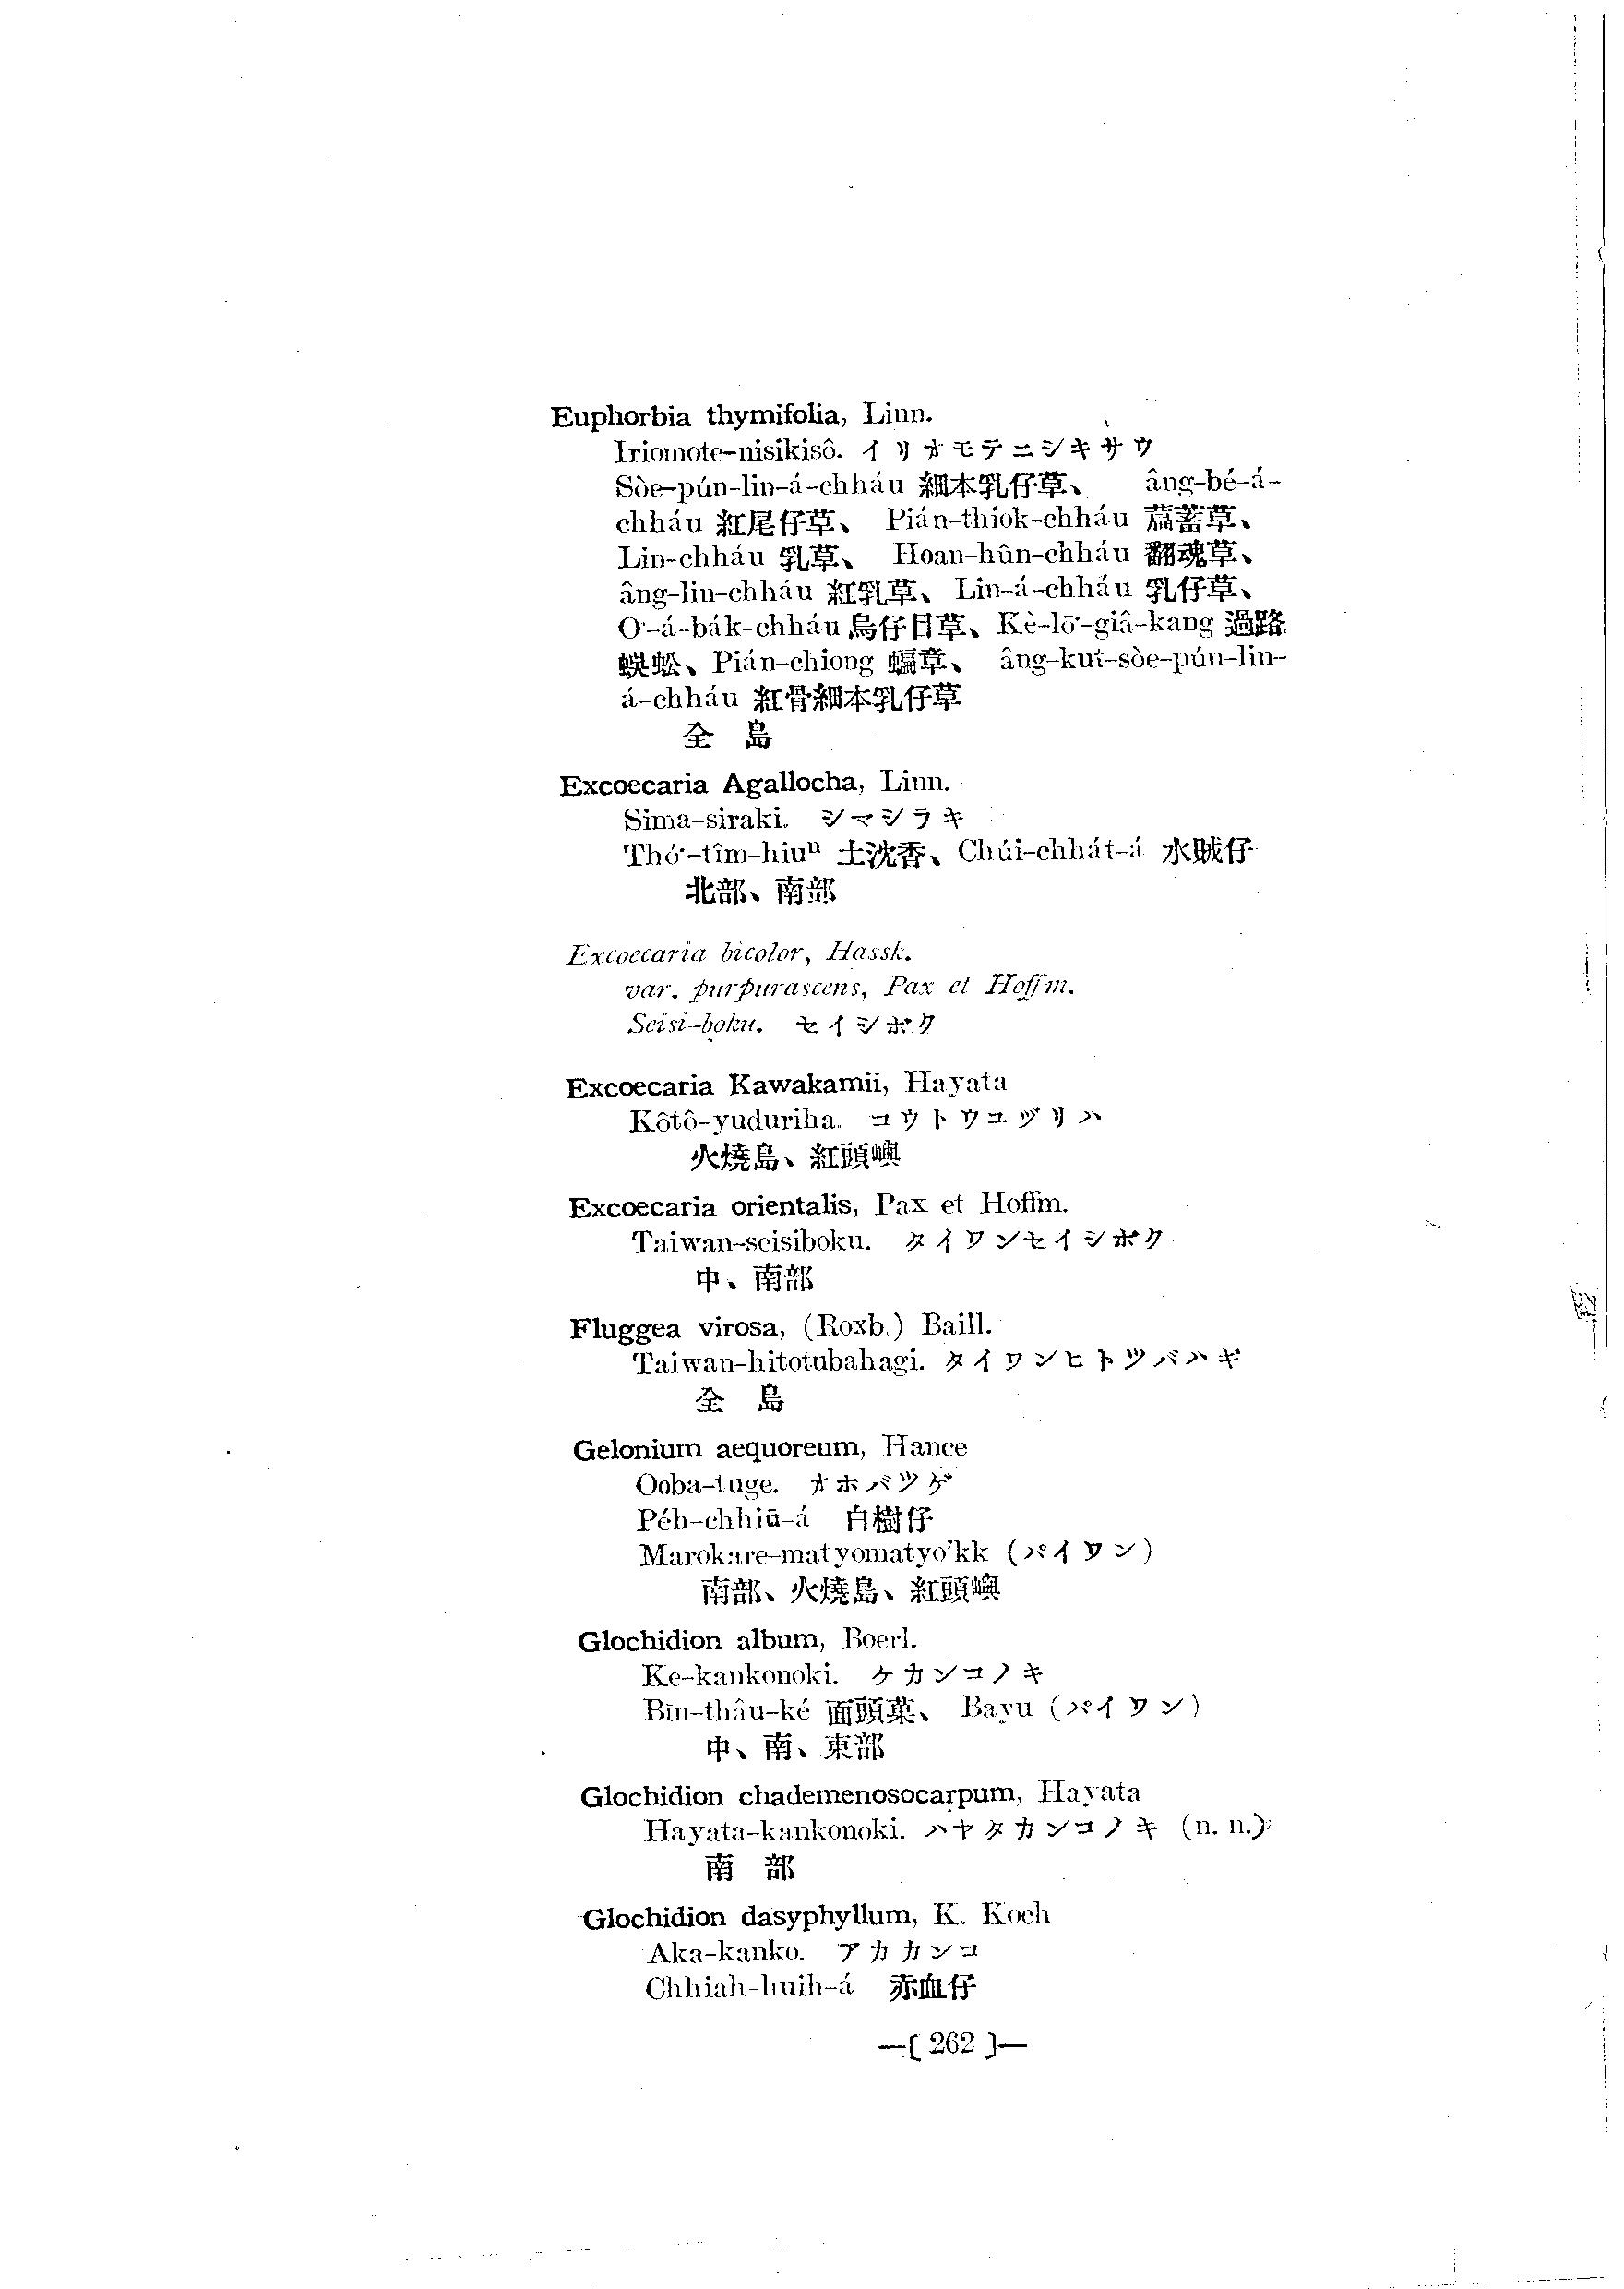 Euphorbia thymifolia, Linn.
Iriomote-nisikisô. イリオモテニシキサウ
Sòe-pún-lin-á-chháu 細本乳仔草、 âng-bé-á-
chháu 紅尾仔草、 Pián-thiok-chháu 萹蓄草、
Lin-chháu 乳草、 Hoan-hûn-chháu 翻魂草、
âng-lin-chháu 紅乳草、 Lin-á-chháu 乳仔草、
O·-á-bák-chháu 烏仔目草、 Kè-lō·-giâ-kang 過路
蜈蚣、 Pián-chiong 蝙章、 âng-kut-sòe-pún-lin-
á-chháu 紅骨細本乳仔草
全 島
Excoecaria Agallocha, Linn.
Sima-siraki. シマシラキ
Thó·-tîm-hiuⁿ 土沈香、 Chúi-chhát-á 水賊仔
北部、南部
Excoecaria bicolor, Hassk.
var. purpurascens, Pax et Hoffm.
Seisi-boku. セイシボク
Excoecaria Kawakamii, Hayata
Kôtô-yuduriha. コウトウユヅリハ
火燒島、紅頭嶼
Excoecaria orientalis, Pax et Hoffm.
Taiwan-seisiboku. タイワンセイシボク
中、南部
Fluggea virosa, (Roxb.) Baill.
Taiwan-hitotubahagi. タイワンヒトツバハギ
全 島
Gelonium aequoreum, Hance
Ooba-tuge. オホバツゲ
Péh-chhiū-á 白樹仔
Marokare-matyomatyo'kk (パイワン)
南部、火燒島、紅頭嶼
Glochidion album, Boerl.
Ke-kankonoki. ケカンコノキ
Bīn-thâu-ké 面頭菓、 Bayu (パイワン)
中、南、東部
Glochidion chademenosocarpum, Hayata
Hayata-kankonoki. ハヤタカンコノキ (n. n.)
南 部
Glochidion dasyphyllum, K. Koch
Aka-kanko. アカカンコ
Chhiah-huih-á 赤血仔
—[ 262 ]—